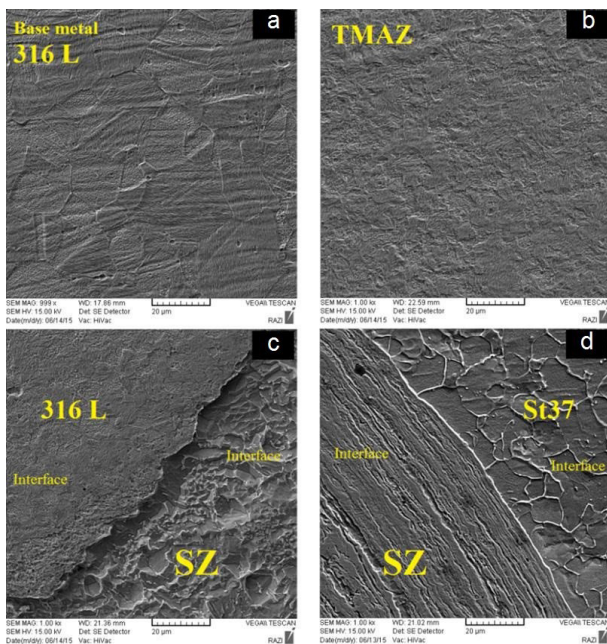 a
Base metal
316 L
SEM MAG: 999 x WD: 17.86 mm VEGA\\ TESCAN
SEM HV: 15.00 kV Det: SE Detector 20 µm
Date(m/d/y): 06/14/15 Vac: HiVac RAZI
b
TMAZ
SEM MAG: 1.00 kx WD: 22.59 mm VEGA\\ TESCAN
SEM HV: 15.00 kV Det: SE Detector 20 µm
Date(m/d/y): 06/14/15 Vac: HiVac RAZI
c
316 L
Interface
Interface
SZ
SEM MAG: 1.00 kx WD: 21.36 mm VEGA\\ TESCAN
SEM HV: 15.00 kV Det: SE Detector 20 µm
Date(m/d/y): 06/14/15 Vac: HiVac RAZI
d
St37
Interface
Interface
SZ
SEM MAG: 1.00 kx WD: 21.02 mm VEGA\\ TESCAN
SEM HV: 15.00 kV Det: SE Detector 20 µm
Date(m/d/y): 06/13/15 Vac: HiVac RAZI